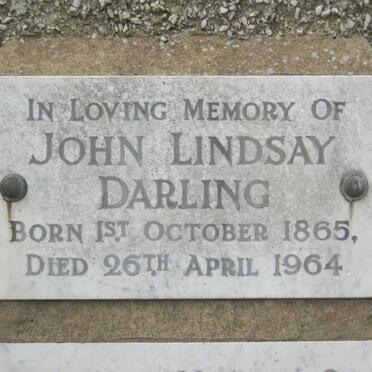 IN LOVING MEMORY OF
JOHN LINDSAY
DARLING
BORN 1ST OCTOBER 1865,
DIED 26TH APRIL 1964.